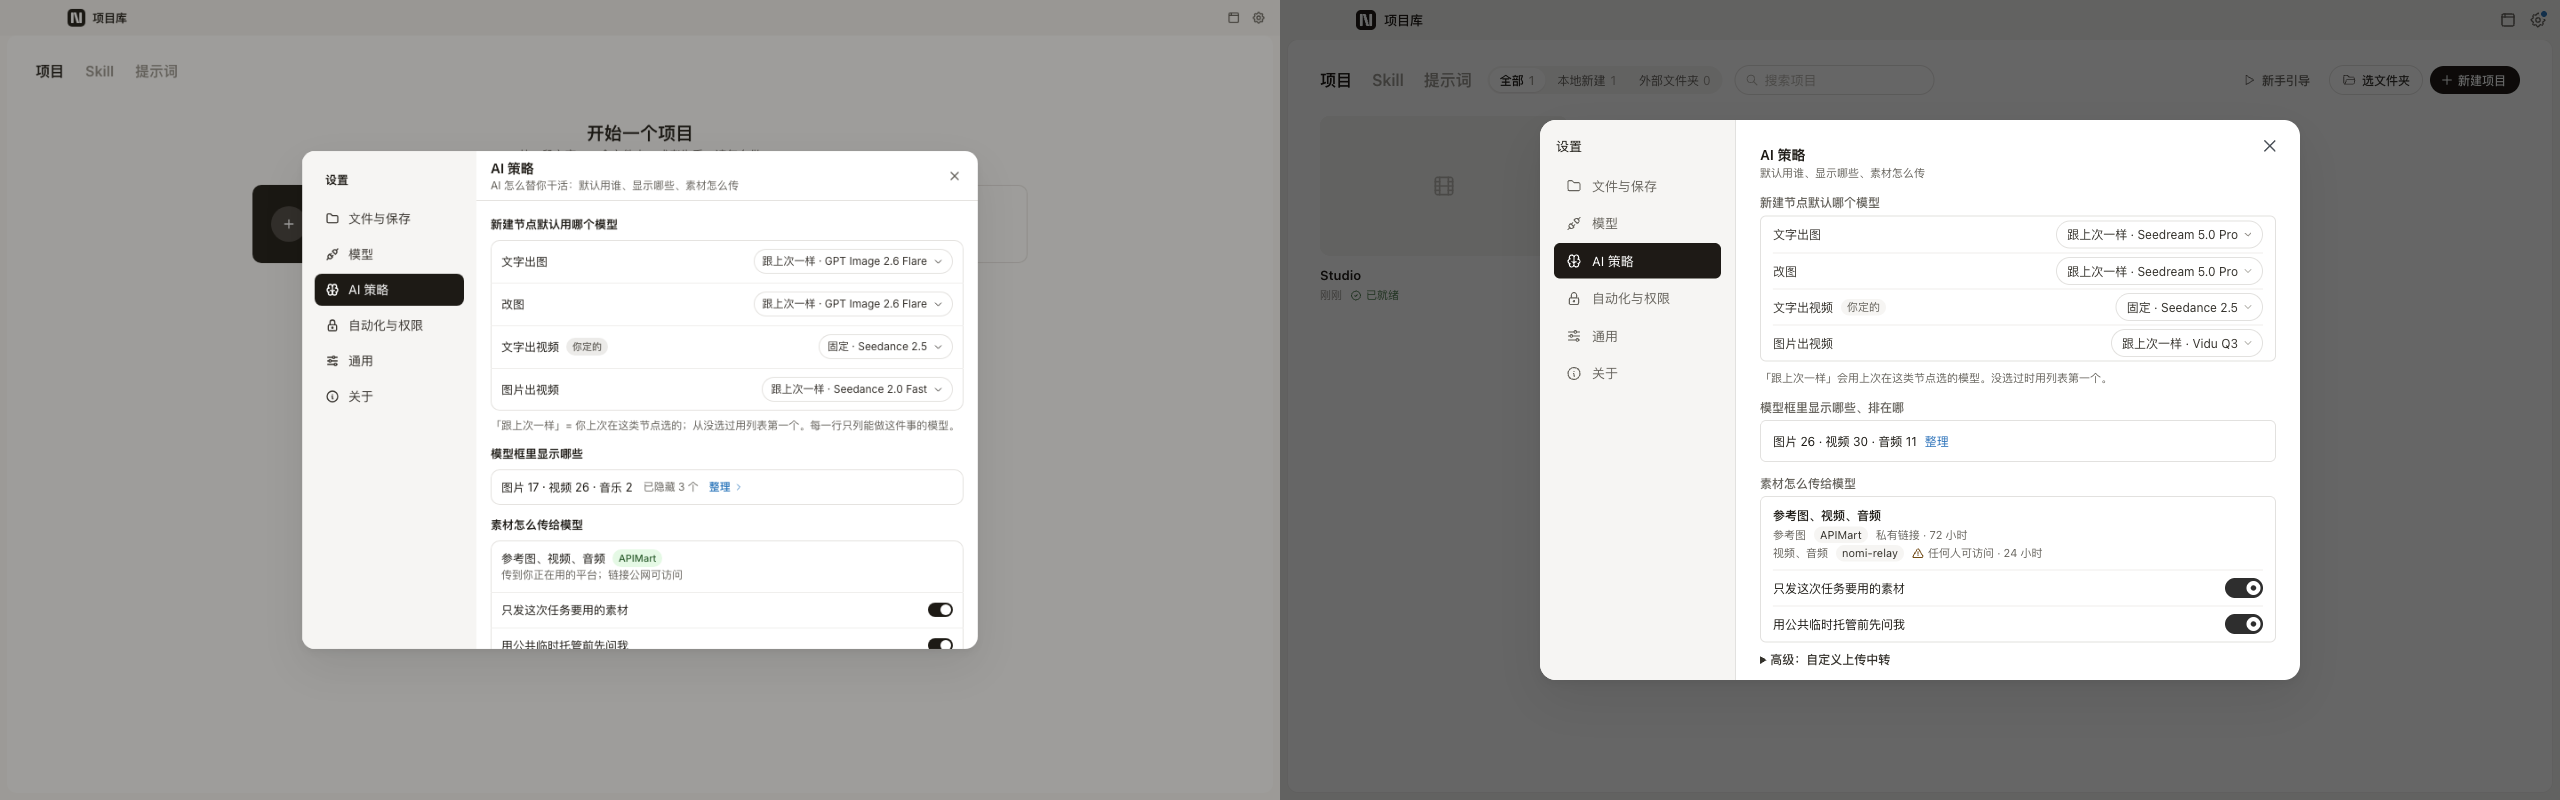 项目库
项目 Skill 提示词
开始一个项目
设置
文件与保存
模型
AI 策略
自动化与权限
通用
关于
AI 策略
AI 怎么替你干活：默认用谁、显示哪些、素材怎么传
新建节点默认用哪个模型
文字出图 跟上次一样 · GPT Image 2.6 Flare
改图 跟上次一样 · GPT Image 2.6 Flare
文字出视频 你定的 固定 · Seedance 2.5
图片出视频 跟上次一样 · Seedance 2.0 Fast
「跟上次一样」= 你上次在这类节点选的；从没选过用列表第一个。每一行只列能做这件事的模型。
模型框里显示哪些
图片 17 · 视频 26 · 音乐 2 已隐藏 3 个 整理
素材怎么传给模型
参考图、视频、音频 APIMart
传到你正在用的平台；链接公网可访问
只发这次任务要用的素材
用公共临时托管前先问我
项目库
项目 Skill 提示词 全部 1 本地新建 1 外部文件夹 0 搜索项目 新手引导 选文件夹 新建项目
Studio
刚刚 已就绪
设置
文件与保存
模型
AI 策略
自动化与权限
通用
关于
AI 策略
默认用谁、显示哪些、素材怎么传
新建节点默认哪个模型
文字出图 跟上次一样 · Seedream 5.0 Pro
改图 跟上次一样 · Seedream 5.0 Pro
文字出视频 你定的 固定 · Seedance 2.5
图片出视频 跟上次一样 · Vidu Q3
「跟上次一样」会用上次在这类节点选的模型。没选过时用列表第一个。
模型框里显示哪些、排在哪
图片 26 · 视频 30 · 音频 11 整理
素材怎么传给模型
参考图、视频、音频
参考图 APIMart 私有链接 · 72 小时
视频、音频 nomi-relay 任何人可访问 · 24 小时
只发这次任务要用的素材
用公共临时托管前先问我
高级：自定义上传中转